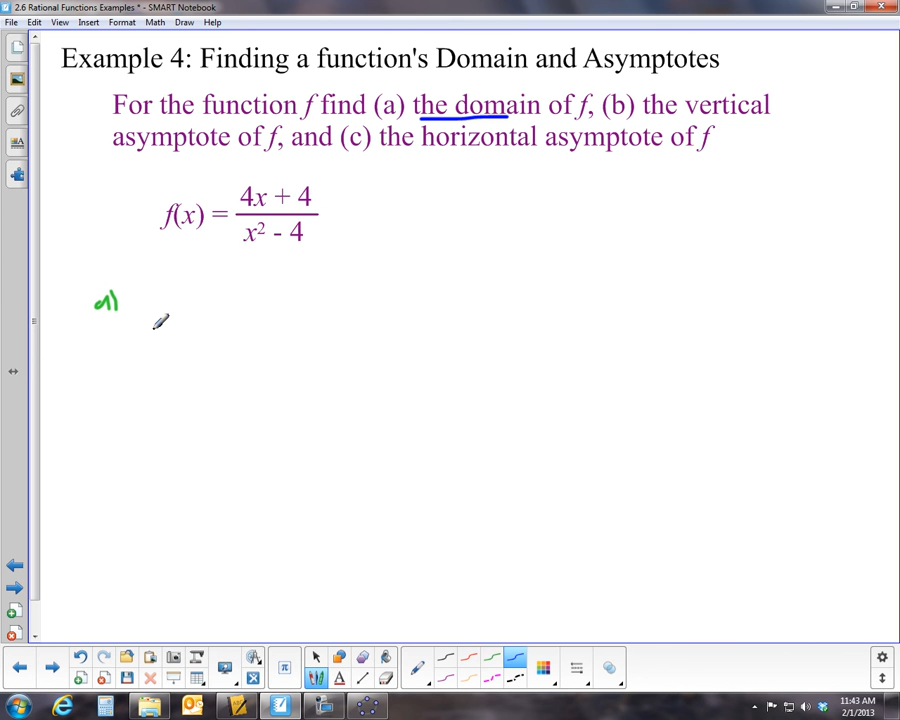 2.6 Rational Functions Examples * - SMART Notebook
File Edit View Insert Format Math Draw Help
Example 4: Finding a function's Domain and Asymptotes
For the function f find (a) the domain of f, (b) the vertical
asymptote of f, and (c) the horizontal asymptote of f
f(x) = 4x + 4
x² - 4
a)
π
A
11:43 AM
2/1/2013